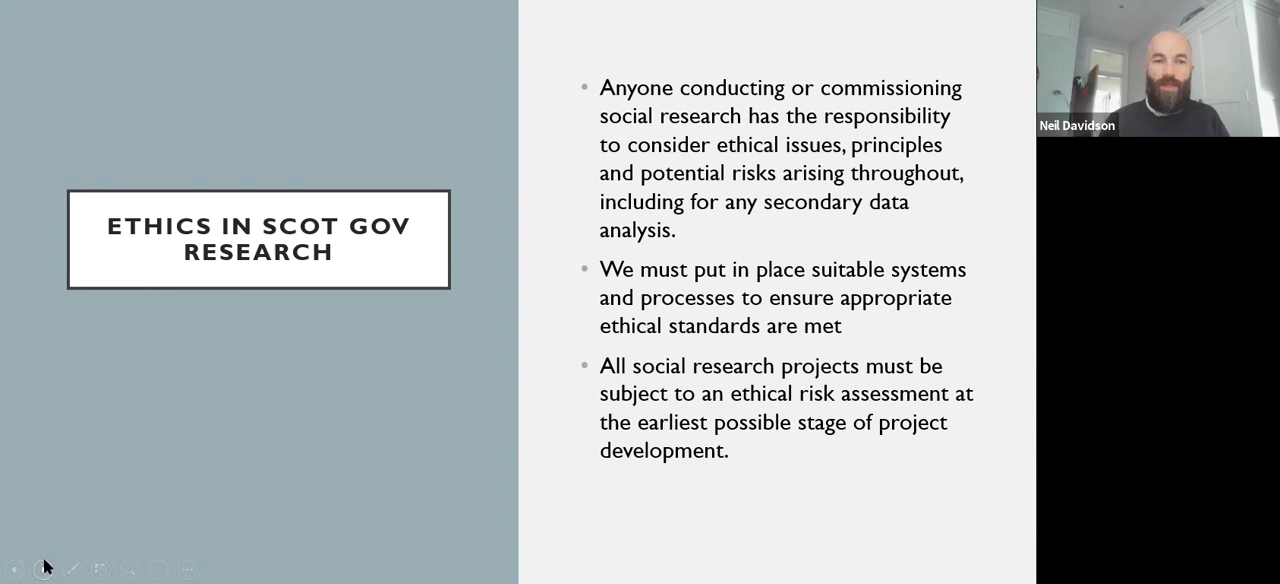 ETHICS IN SCOT GOV
RESEARCH
• Anyone conducting or commissioning
social research has the responsibility
to consider ethical issues, principles
and potential risks arising throughout,
including for any secondary data
analysis.
• We must put in place suitable systems
and processes to ensure appropriate
ethical standards are met
• All social research projects must be
subject to an ethical risk assessment at
the earliest possible stage of project
development.
Neil Davidson